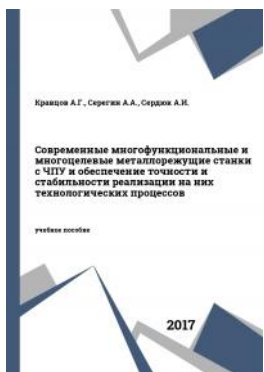 Кравцов А.Г., Серегин А.А., Сердюк А.И.
Современные многофункциональные и
многоцелевые металлорежущие станки
с ЧПУ и обеспечение точности и
стабильности реализации на них
технологических процессов
учебное пособие
2017